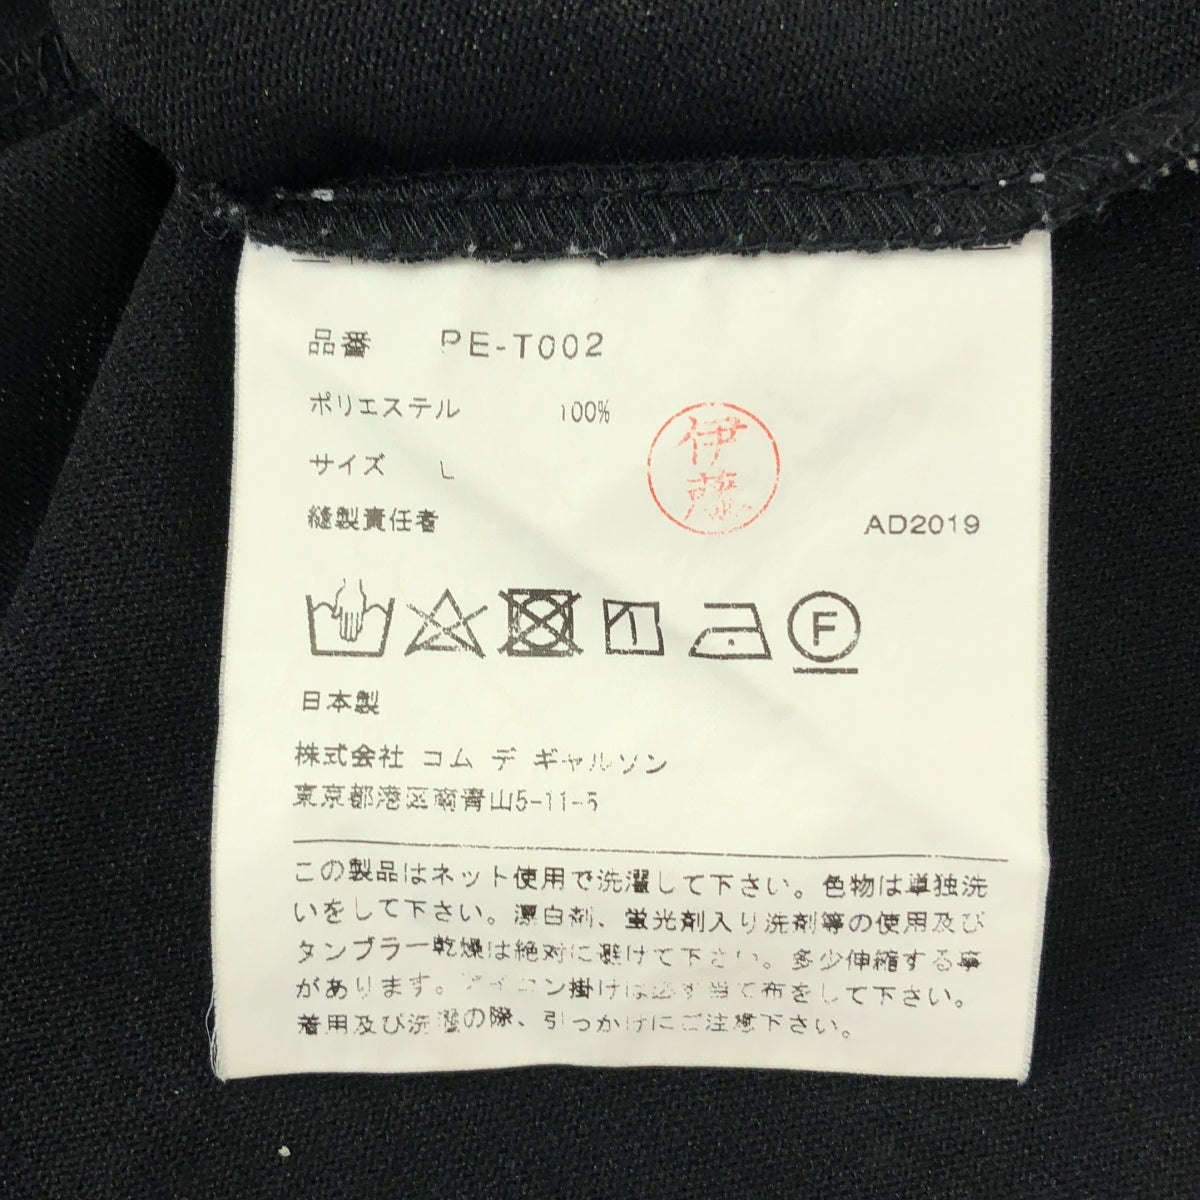 品番 PE-T002
ポリエステル 100%
サイズ L
伊藤
縫製責任者
AD2019
F
日本製
株式会社 コム デ ギャルソン
東京都港区南青山5-11-5
この製品はネット使用で洗濯して下さい。色物は単独洗
いをして下さい。漂白剤、蛍光剤入り洗剤等の使用及び
タンブラー乾燥は絶対に避けて下さい。多少伸縮する事
があります。アイロン掛けは必ず当て布をして下さい。
着用及び洗濯の際、引っかけにご注意下さい。